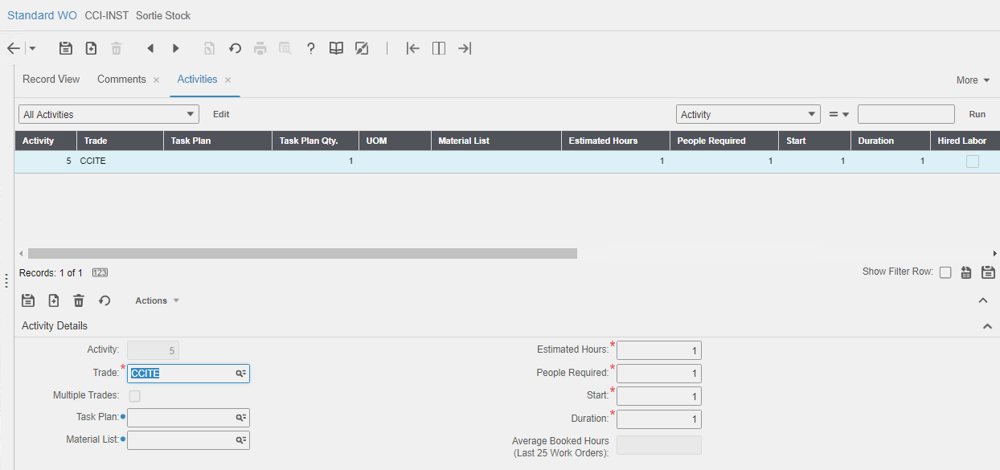 Standard WO CCI-INST Sortie Stock
?
Record View Comments × Activities × More
All Activities Edit Activity = Run
Activity Trade Task Plan Task Plan Qty. UOM Material List Estimated Hours People Required Start Duration Hired Labor
5 CCITE 1 1 1 1 1
Records: 1 of 1 123 Show Filter Row:
Actions
Activity Details
Activity: 5 Estimated Hours:* 1
Trade:* CCITE People Required:* 1
Multiple Trades: Start:* 1
Task Plan: Duration:* 1
Material List: Average Booked Hours
(Last 25 Work Orders):